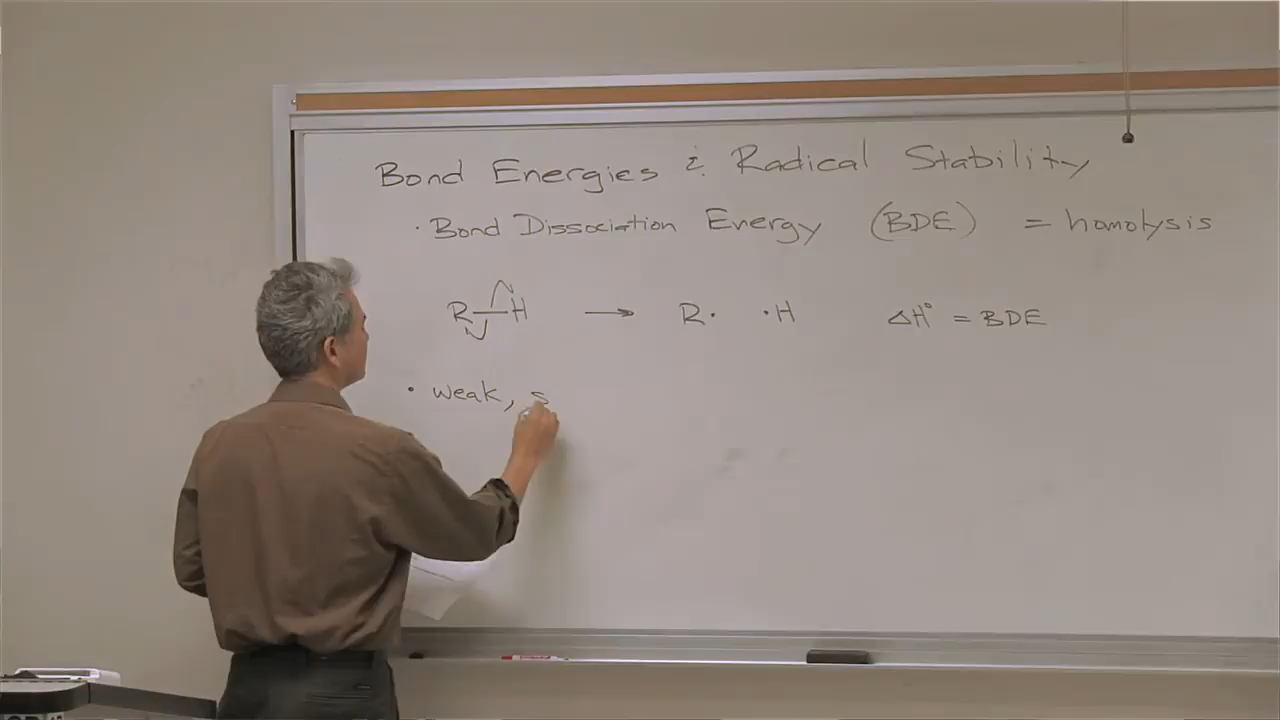 Bond Energies & Radical Stability
· Bond Dissociation Energy (BDE) = homolysis
R—H → R· ·H ΔH° = BDE
· weak, s